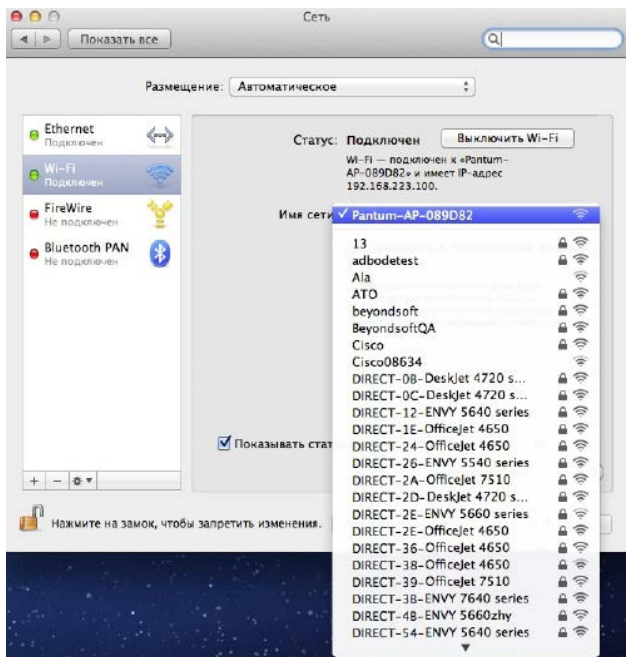 Сеть
Показать все
Размещение: Автоматическое
Ethernet
Подключен
Wi-Fi
Подключен
FireWire
Не подключен
Bluetooth PAN
Не подключен
Статус: Подключен
Выключить Wi-Fi
Wi-Fi — подключен к «Pantum-
AP-089D82» и имеет IP-адрес
192.168.223.100.
Имя сети
Pantum-AP-089D82
13
adbodetest
Ala
ATO
beyondsoft
BeyondsoftQA
Cisco
Cisco08634
DIRECT-0B-DeskJet 4720 s...
DIRECT-0C-DeskJet 4720 s...
DIRECT-12-ENVY 5640 series
DIRECT-1E-OfficeJet 4650
DIRECT-24-OfficeJet 4650
DIRECT-26-ENVY 5540 series
DIRECT-2A-OfficeJet 7510
DIRECT-2D-DeskJet 4720 s...
DIRECT-2E-ENVY 5660 series
DIRECT-2E-OfficeJet 4650
DIRECT-36-OfficeJet 4650
DIRECT-38-OfficeJet 4650
DIRECT-39-OfficeJet 7510
DIRECT-3B-ENVY 7640 series
DIRECT-4B-ENVY 5660zhy
DIRECT-54-ENVY 5640 series
Показывать стат
Нажмите на замок, чтобы запретить изменения.